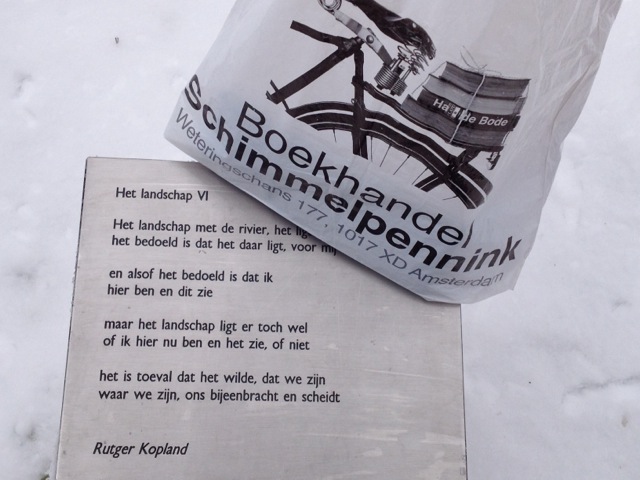 Ha de Bode
Boekhandel
Schimmelpennink
Weteringschans 177, 1017 XD Amsterdam
Het landschap VI
Het landschap met de rivier, het
het bedoeld is dat het daar ligt, voor
en alsof het bedoeld is dat ik
hier ben en dit zie
maar het landschap ligt er toch wel
of ik hier nu ben en het zie, of niet
het is toeval dat het wilde, dat we zijn
waar we zijn, ons bijeenbracht en scheidt
Rutger Kopland